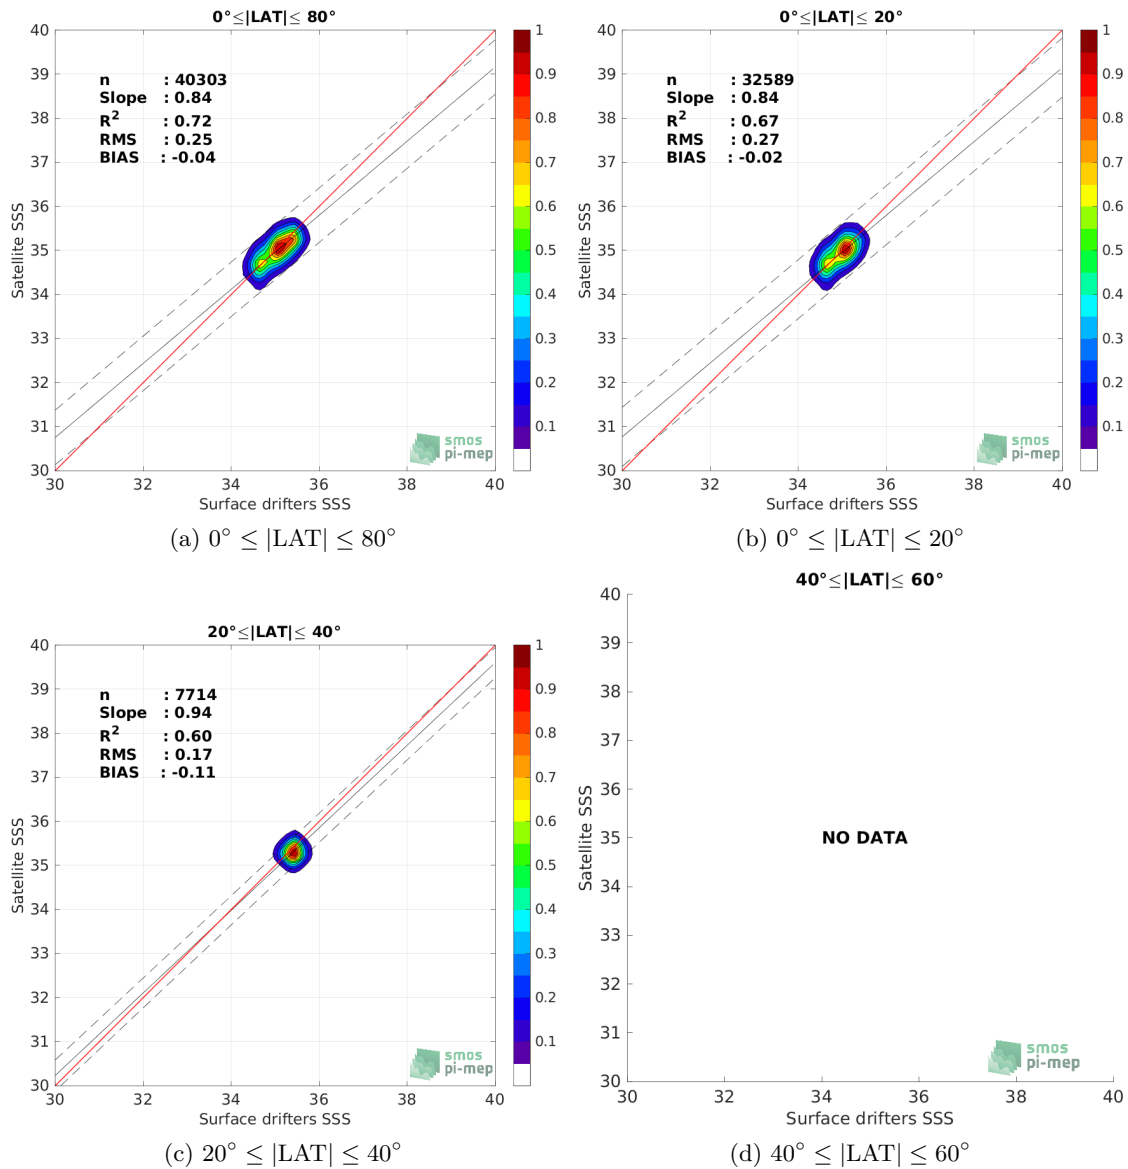 0°≤|LAT|≤ 80°
40
39
38
37
36
35
34
33
32
31
30
Satellite SSS
n : 40303
Slope : 0.84
R² : 0.72
RMS : 0.25
BIAS : -0.04
smos
pi-mep
30 32 34 36 38 40
Surface drifters SSS
1
0.9
0.8
0.7
0.6
0.5
0.4
0.3
0.2
0.1
(a) 0° ≤ |LAT| ≤ 80°
0°≤|LAT|≤ 20°
40
39
38
37
36
35
34
33
32
31
30
Satellite SSS
n : 32589
Slope : 0.84
R² : 0.67
RMS : 0.27
BIAS : -0.02
smos
pi-mep
30 32 34 36 38 40
Surface drifters SSS
1
0.9
0.8
0.7
0.6
0.5
0.4
0.3
0.2
0.1
(b) 0° ≤ |LAT| ≤ 20°
20°≤|LAT|≤ 40°
40
39
38
37
36
35
34
33
32
31
30
Satellite SSS
n : 7714
Slope : 0.94
R² : 0.60
RMS : 0.17
BIAS : -0.11
smos
pi-mep
30 32 34 36 38 40
Surface drifters SSS
1
0.9
0.8
0.7
0.6
0.5
0.4
0.3
0.2
0.1
(c) 20° ≤ |LAT| ≤ 40°
40°≤|LAT|≤ 60°
40
39
38
37
36
35
34
33
32
31
30
Satellite SSS
NO DATA
smos
pi-mep
30 32 34 36 38 40
Surface drifters SSS
(d) 40° ≤ |LAT| ≤ 60°